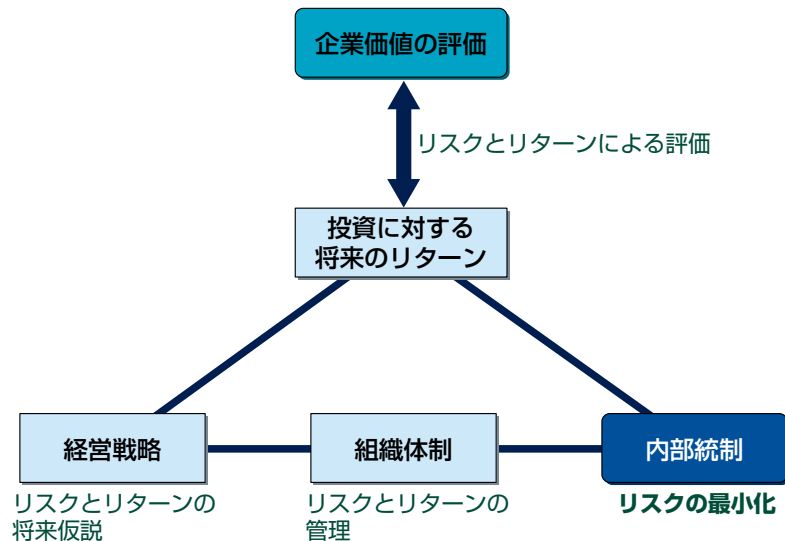 企業価値の評価
リスクとリターンによる評価
投資に対する
将来のリターン
経営戦略
組織体制
内部統制
リスクとリターンの
将来仮説
リスクとリターンの
管理
リスクの最小化